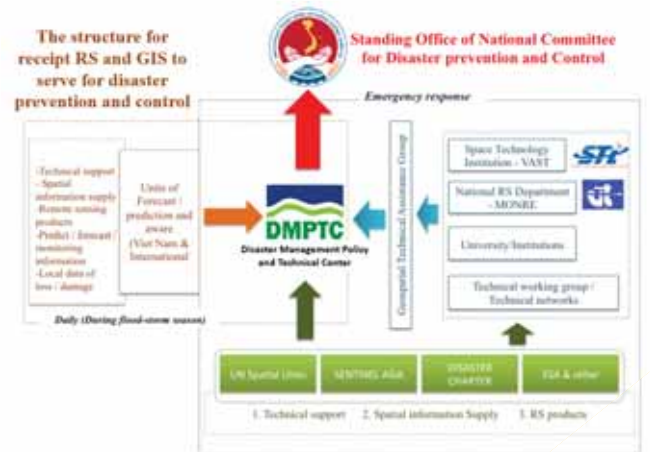 The structure for
receipt RS and GIS to
serve for disaster
prevention and control
Standing Office of National Committee
for Disaster prevention and Control
Emergency response
-Technical support
- Spatial
information supply
-Remote sensing
products
-Predict / forecast /
monitoring
information
-Local data of
loss / damage
Units of
Forecast /
prediction and
aware
(Viet Nam &
International
DMPTC
Disaster Management Policy
and Technical Center
Geospatial Technical Assistance Group
Space Technology
Institution - VAST
STI
National RS Department
- MONRE
University/Institutions
Technical working group /
Technical networks
Daily (During flood-storm season)
UN Spatial
SENTINEL ASIA
DISASTER
CHARTER
ESA & other
1. Technical support 2. Spatial information Supply 3. RS products